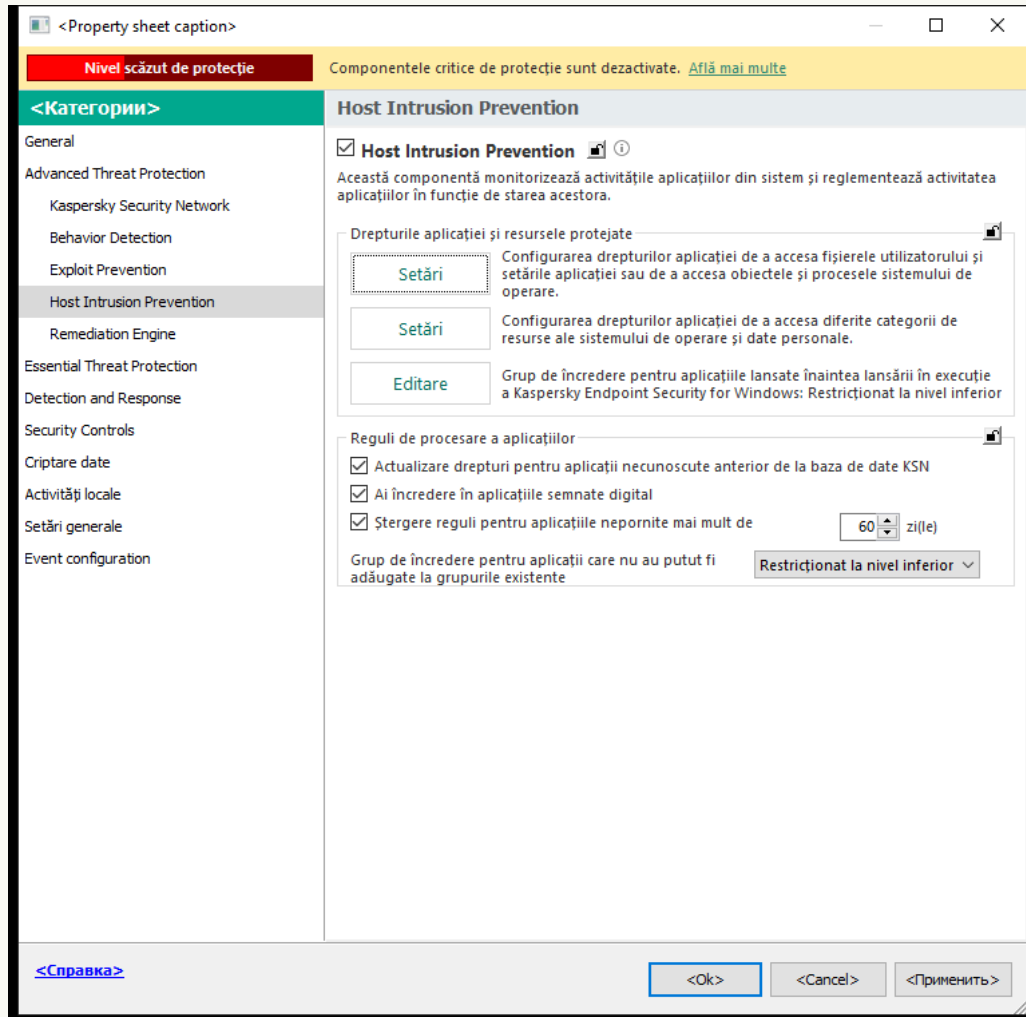 <Property sheet caption>
Nivel scăzut de protecție
Componentele critice de protecție sunt dezactivate. Află mai multe
<Категории>
General
Advanced Threat Protection
Kaspersky Security Network
Behavior Detection
Exploit Prevention
Host Intrusion Prevention
Remediation Engine
Essential Threat Protection
Detection and Response
Security Controls
Criptare date
Activități locale
Setări generale
Event configuration
Host Intrusion Prevention
Host Intrusion Prevention
Această componentă monitorizează activitățile aplicațiilor din sistem și reglementează activitatea
aplicațiilor în funcție de starea acestora.
Drepturile aplicației și resursele protejate
Setări
Configurarea drepturilor aplicației de a accesa fișierele utilizatorului și
setările aplicației sau de a accesa obiectele și procesele sistemului de
operare.
Setări
Configurarea drepturilor aplicației de a accesa diferite categorii de
resurse ale sistemului de operare și date personale.
Editare
Grup de încredere pentru aplicațiile lansate înaintea lansării în execuție
a Kaspersky Endpoint Security for Windows: Restricționat la nivel inferior
Reguli de procesare a aplicațiilor
Actualizare drepturi pentru aplicații necunoscute anterior de la baza de date KSN
Ai încredere în aplicațiile semnate digital
Ștergere reguli pentru aplicațiile nepornite mai mult de 60 zi(le)
Grup de încredere pentru aplicații care nu au putut fi
adăugate la grupurile existente
Restricționat la nivel inferior
<Справка>
<Ok>
<Cancel>
<Применить>